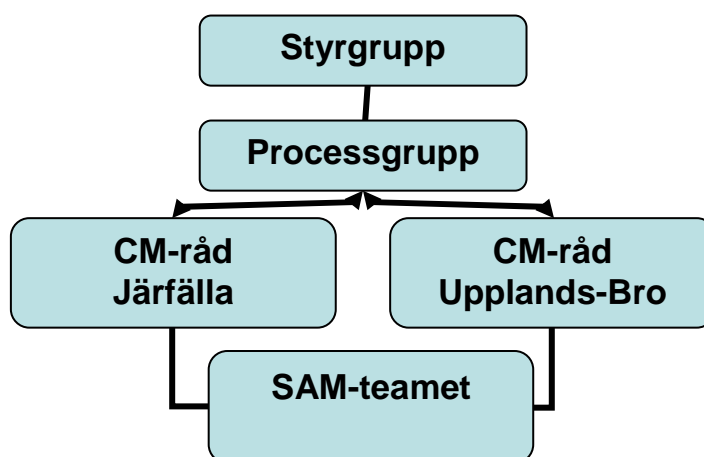 Styrgrupp
Processgrupp
CM-råd
Järfälla
CM-råd
Upplands-Bro
SAM-teamet